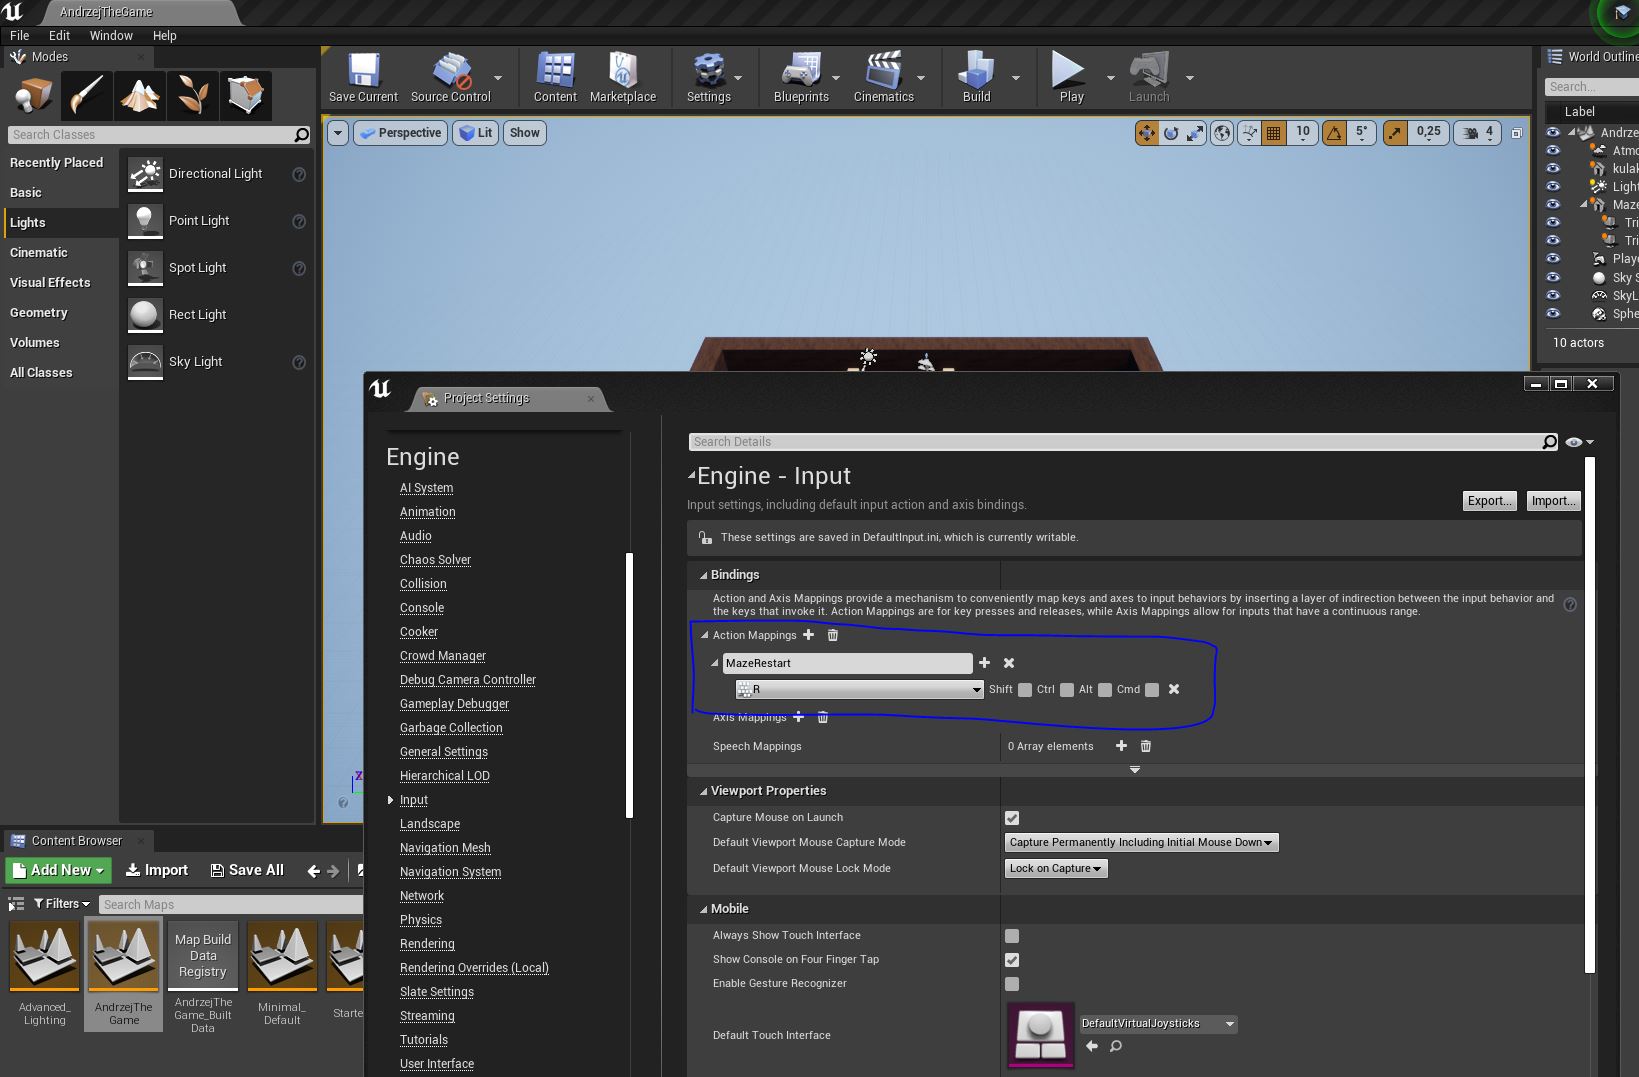 AndrzejTheGame
File Edit Window Help
Modes
Save Current
Source Control
Content
Marketplace
Settings
Blueprints
Cinematics
Build
Play
Launch
World Outline
Search Classes
Recently Placed
Basic
Lights
Cinematic
Visual Effects
Geometry
Volumes
All Classes
Directional Light
Point Light
Spot Light
Rect Light
Sky Light
Perspective Lit Show
10 5° 0,25 4
Search...
Label
Andrze
Atmo
kulak
Light
Maze
Tri
Tri
Playe
Sky S
SkyL
Sphe
10 actors
Project Settings
Engine
AI System
Animation
Audio
Chaos Solver
Collision
Console
Cooker
Crowd Manager
Debug Camera Controller
Gameplay Debugger
Garbage Collection
General Settings
Hierarchical LOD
Input
Landscape
Navigation Mesh
Navigation System
Network
Physics
Rendering
Rendering Overrides (Local)
Slate Settings
Streaming
Tutorials
User Interface
Search Details
Engine - Input
Input settings, including default input action and axis bindings.
Export... Import...
These settings are saved in DefaultInput.ini, which is currently writable.
Bindings
Action and Axis Mappings provide a mechanism to conveniently map keys and axes to input behaviors by inserting a layer of indirection between the input behavior and
the keys that invoke it. Action Mappings are for key presses and releases, while Axis Mappings allow for inputs that have a continuous range.
Action Mappings
MazeRestart
R Shift Ctrl Alt Cmd
Axis Mappings
Speech Mappings 0 Array elements
Viewport Properties
Capture Mouse on Launch
Default Viewport Mouse Capture Mode Capture Permanently Including Initial Mouse Down
Default Viewport Mouse Lock Mode Lock on Capture
Mobile
Always Show Touch Interface
Show Console on Four Finger Tap
Enable Gesture Recognizer
Default Touch Interface DefaultVirtualJoysticks
Z
Content Browser
Add New Import Save All
Filters Search Maps
Advanced_
Lighting
AndrzejThe
Game
Map Build
Data
Registry
AndrzejThe
Game_Built
Data
Minimal_
Default
Starte